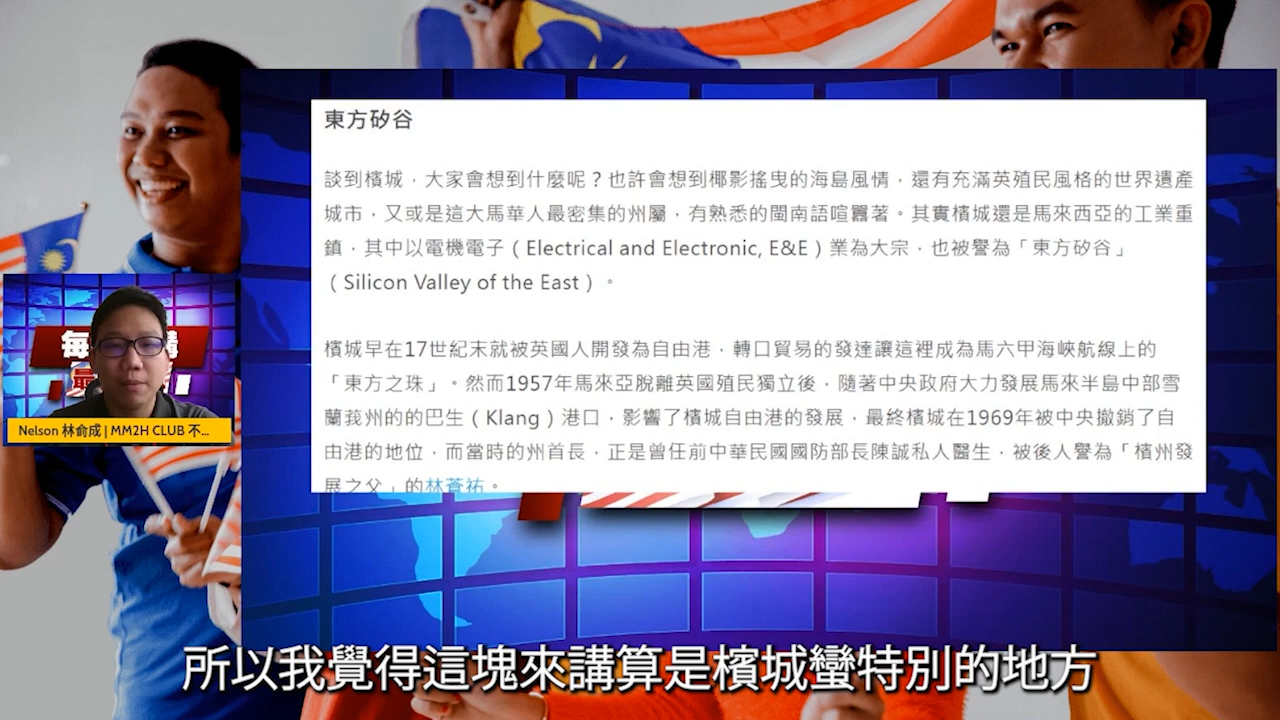 東方矽谷
談到檳城，大家會想到什麼呢？也許會想到椰影搖曳的海島風情，還有充滿英殖民風格的世界遺產
城市，又或是這大馬華人最密集的州屬，有熟悉的閩南語喧囂著。其實檳城還是馬來西亞的工業重
鎮，其中以電機電子（Electrical and Electronic, E&E）業為大宗，也被譽為「東方矽谷」
（Silicon Valley of the East）。
檳城早在17世紀末就被英國人開發為自由港，轉口貿易的發達讓這裡成為馬六甲海峽航線上的
「東方之珠」。然而1957年馬來亞脫離英國殖民獨立後，隨著中央政府大力發展馬來半島中部雪
蘭莪州的的巴生（Klang）港口，影響了檳城自由港的發展，最終檳城在1969年被中央撤銷了自
由港的地位，而當時的州首長，正是曾任前中華民國國防部長陳誠私人醫生，被後人譽為「檳州發
展之父」的林蒼祐。
每
講
Nelson 林俞成 | MM2H CLUB 不...
所以我覺得這塊來講算是檳城蠻特別的地方